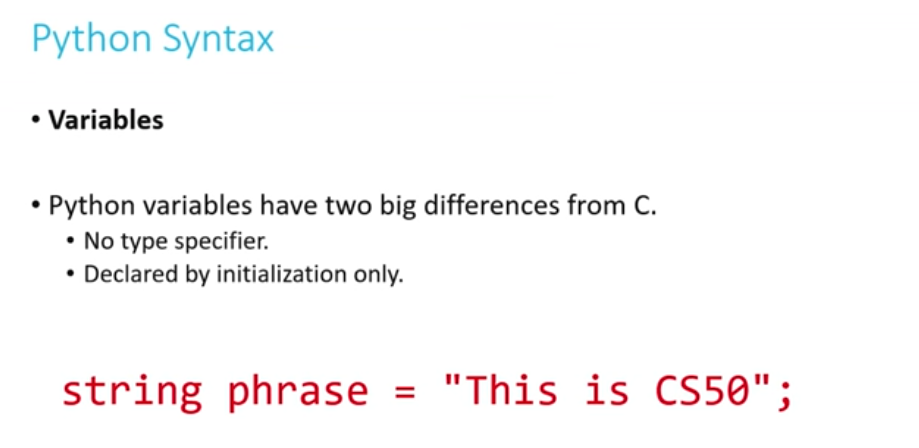 Python Syntax
• Variables
• Python variables have two big differences from C.
• No type specifier.
• Declared by initialization only.
string phrase = "This is CS50";